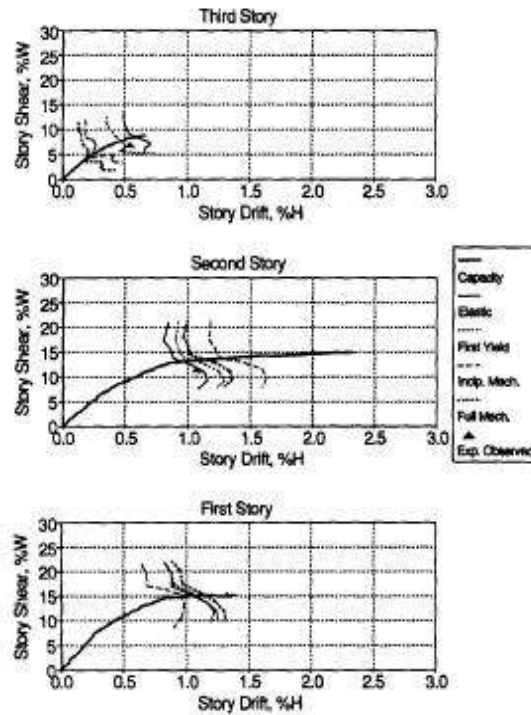 Third Story
Story Shear, %W
30
25
20
15
10
5
0
0.0 0.5 1.0 1.5 2.0 2.5 3.0
Story Drift, %H
Second Story
Story Shear, %W
30
25
20
15
10
5
0
0.0 0.5 1.0 1.5 2.0 2.5 3.0
Story Drift, %H
Capacity
Elastic
First Yield
Incip. Mech.
Full Mech.
Exp. Observed
First Story
Story Shear, %W
30
25
20
15
10
5
0
0.0 0.5 1.0 1.5 2.0 2.5 3.0
Story Drift, %H